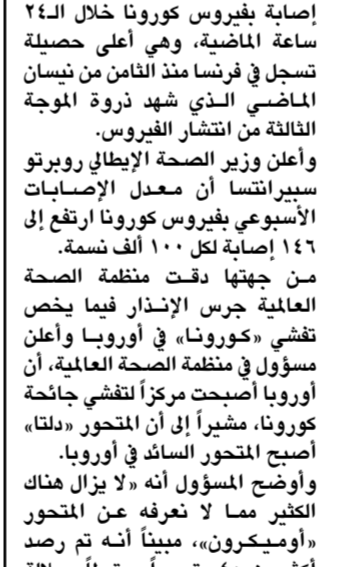 إصابة بفيروس كورونا خلال الـ٢٤
ساعة الماضية، وهي أعلى حصيلة
تسجل في فرنسا منذ الثامن من نيسان
الماضي الذي شهد ذروة الموجة
الثالثة من انتشار الفيروس.
وأعلن وزير الصحة الإيطالي روبرتو
سبيرانتسا أن معدل الإصابات
الأسبوعي بفيروس كورونا ارتفع إلى
١٤٦ إصابة لكل ١٠٠ ألف نسمة.
من جهتها دقت منظمة الصحة
العالمية جرس الإنذار فيما يخص
تفشي «كورونا» في أوروبا وأعلن
مسؤول في منظمة الصحة العالمية، أن
أوروبا أصبحت مركزاً لتفشي جائحة
كورونا، مشيراً إلى أن المتحور «دلتا»
أصبح المتحور السائد في أوروبا.
وأوضح المسؤول أنه «لا يزال هناك
الكثير مما لا نعرفه عن المتحور
«أوميكرون»، مبيناً أنه تم رصد